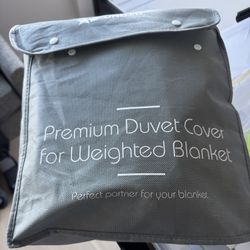 Premium Duvet Cover
for Weighted Blanket
Perfect partner for your blanket